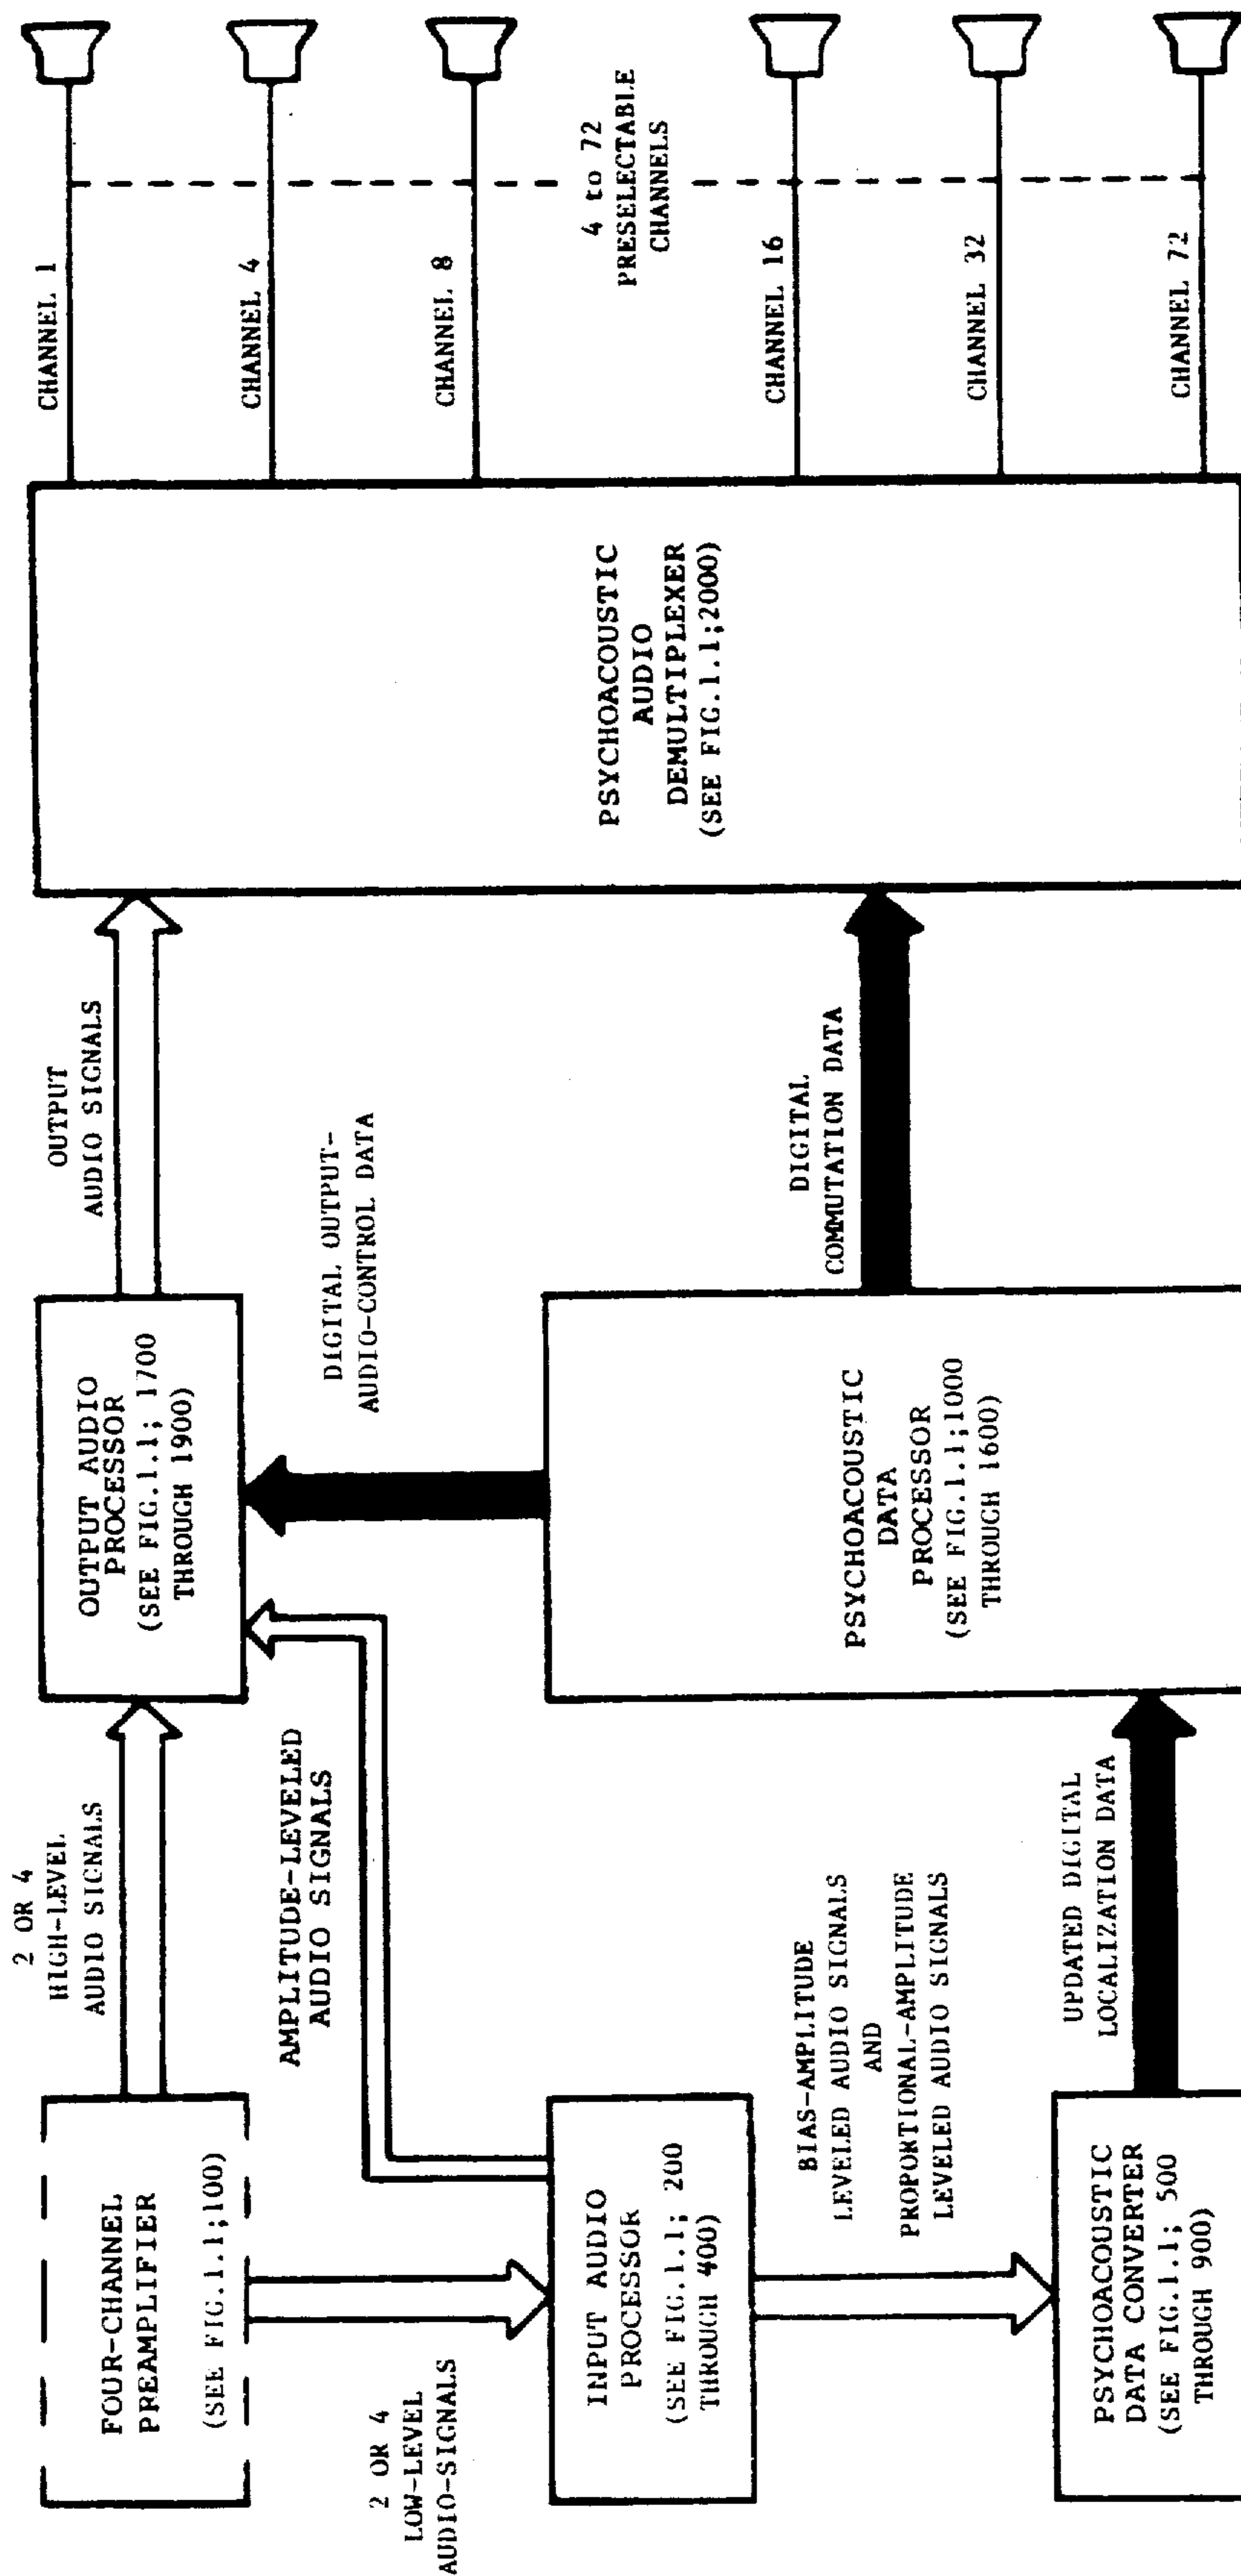 FOUR-CHANNEL
PREAMPLIFIER
(SEE FIG.1.1;100)
2 OR 4
HIGH-LEVEL
AUDIO SIGNALS
OUTPUT AUDIO
PROCESSOR
(SEE FIG.1.1; 1700
THROUGH 1900)
OUTPUT
AUDIO SIGNALS
2 OR 4
LOW-LEVEL
AUDIO-SIGNALS
AMPLITUDE-LEVELED
AUDIO SIGNALS
DIGITAL OUTPUT-
AUDIO-CONTROL DATA
INPUT AUDIO
PROCESSOR
(SEE FIG.1.1; 200
THROUGH 400)
BIAS-AMPLITUDE
LEVELED AUDIO SIGNALS
AND
PROPORTIONAL-AMPLITUDE
LEVELED AUDIO SIGNALS
PSYCHOACOUSTIC
DATA
PROCESSOR
(SEE FIG.1.1;1000
THROUGH 1600)
DIGITAL
COMMUTATION DATA
PSYCHOACOUSTIC
DATA CONVERTER
(SEE FIG.1.1; 500
THROUGH 900)
UPDATED DIGITAL
LOCALIZATION DATA
PSYCHOACOUSTIC
AUDIO
DEMULTIPLEXER
(SEE FIG.1.1;2000)
CHANNEL 1
CHANNEL 4
CHANNEL 8
4 to 72
PRESELECTABLE
CHANNELS
CHANNEL 16
CHANNEL 32
CHANNEL 72